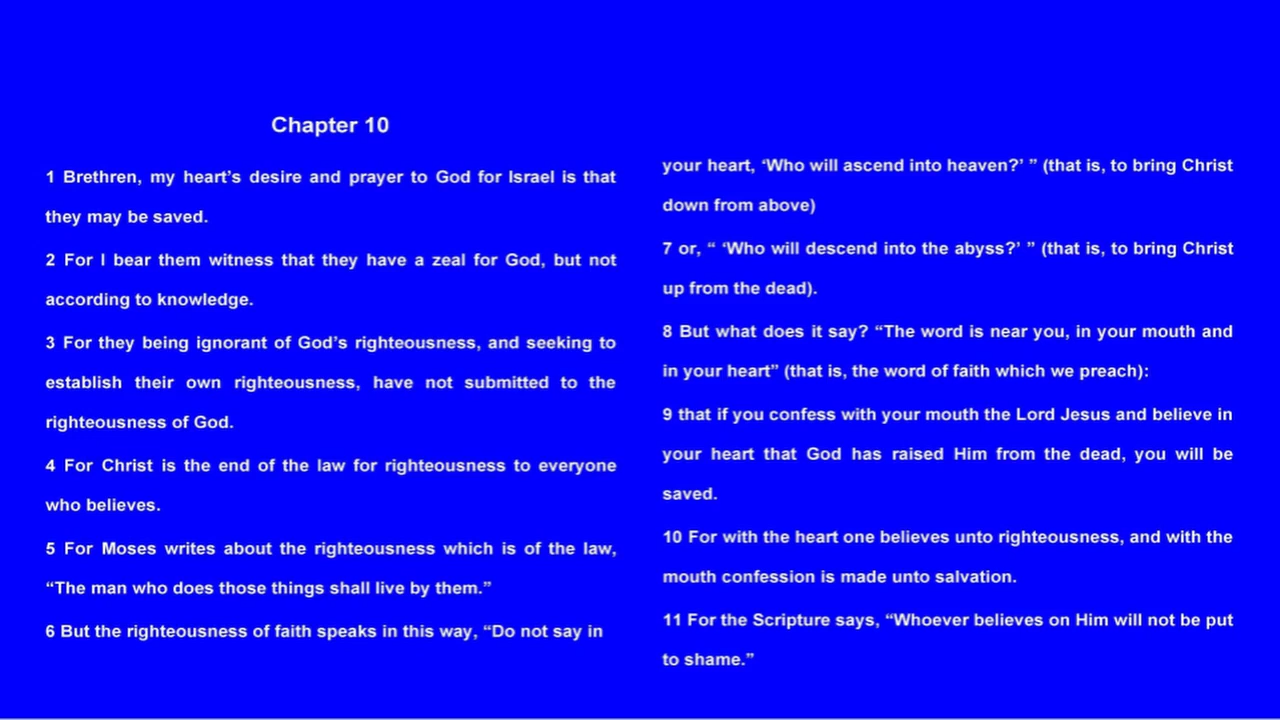 Chapter 10
1 Brethren, my heart’s desire and prayer to God for Israel is that
they may be saved.
2 For I bear them witness that they have a zeal for God, but not
according to knowledge.
3 For they being ignorant of God’s righteousness, and seeking to
establish their own righteousness, have not submitted to the
righteousness of God.
4 For Christ is the end of the law for righteousness to everyone
who believes.
5 For Moses writes about the righteousness which is of the law,
“The man who does those things shall live by them.”
6 But the righteousness of faith speaks in this way, “Do not say in
your heart, ‘Who will ascend into heaven?’ ” (that is, to bring Christ
down from above)
7 or, “ ‘Who will descend into the abyss?’ ” (that is, to bring Christ
up from the dead).
8 But what does it say? “The word is near you, in your mouth and
in your heart” (that is, the word of faith which we preach):
9 that if you confess with your mouth the Lord Jesus and believe in
your heart that God has raised Him from the dead, you will be
saved.
10 For with the heart one believes unto righteousness, and with the
mouth confession is made unto salvation.
11 For the Scripture says, “Whoever believes on Him will not be put
to shame.”